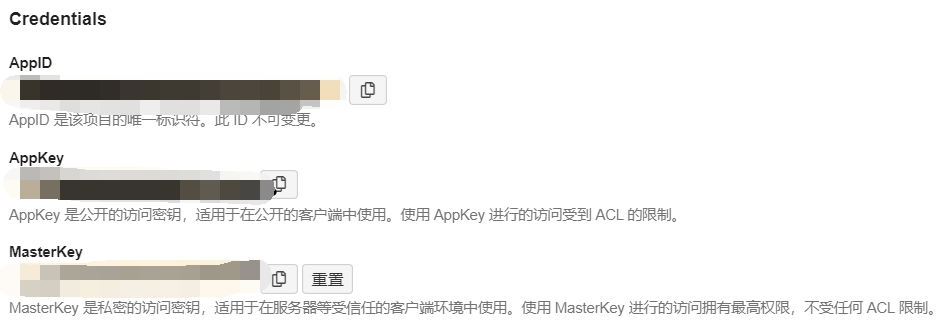 Credentials
AppID
AppID 是该项目的唯一标识符。此 ID 不可变更。
AppKey
AppKey 是公开的访问密钥，适用于在公开的客户端中使用。使用 AppKey 进行的访问受到 ACL 的限制。
MasterKey
重置
MasterKey 是私密的访问密钥，适用于在服务器等受信任的客户端环境中使用。使用 MasterKey 进行的访问拥有最高权限，不受任何 ACL 限制。